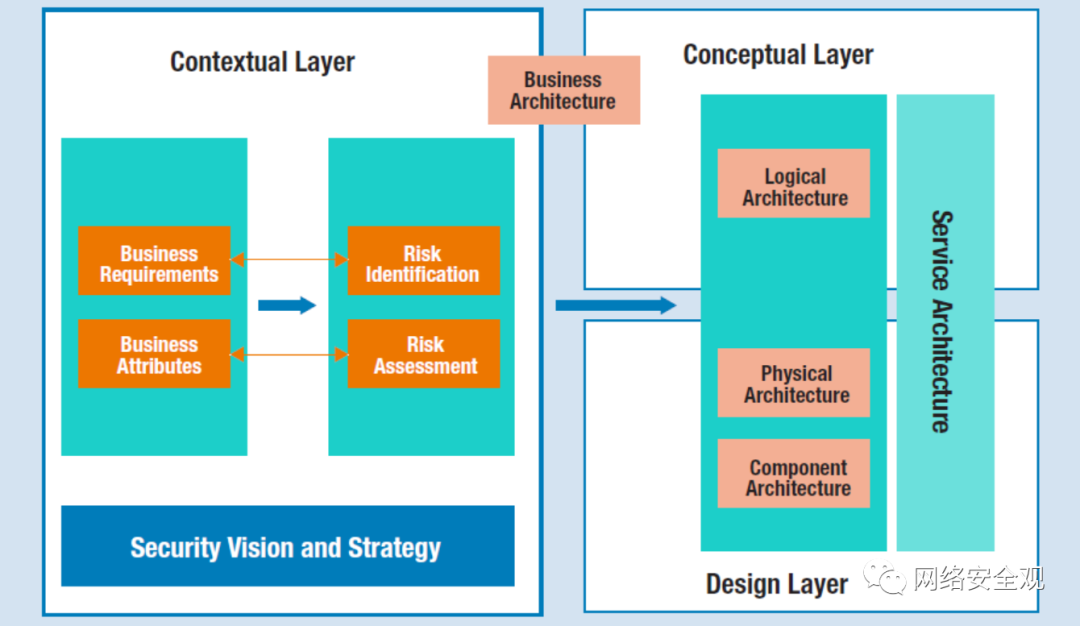 Contextual Layer
Business
Requirements
Business
Attributes
Risk
Identification
Risk
Assessment
Security Vision and Strategy
Business
Architecture
Conceptual Layer
Logical
Architecture
Physical
Architecture
Component
Architecture
Service Architecture
Design Layer
网络安全观